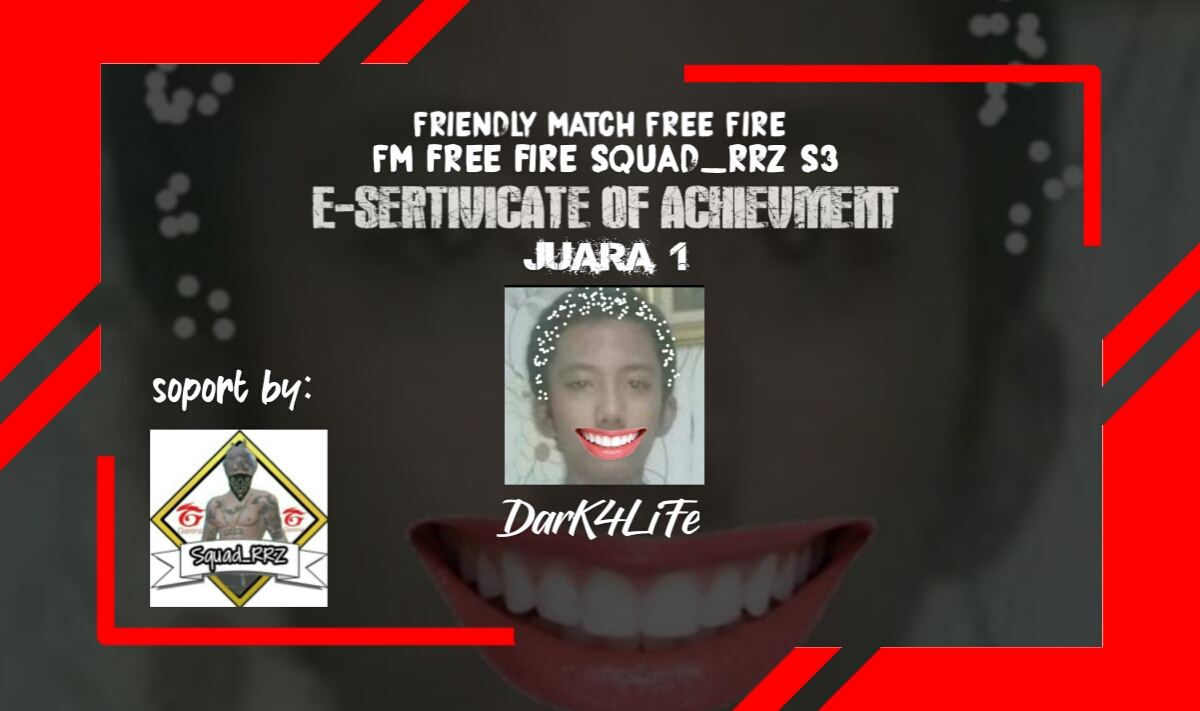 FRIENDLY MATCH FREE FIRE
FM FREE FIRE SQUAD_RRZ S3
E-SERTIVICATE OF ACHIEVMENT
JUARA 1
soport by:
Squad_RRZ
DarK4LiFe